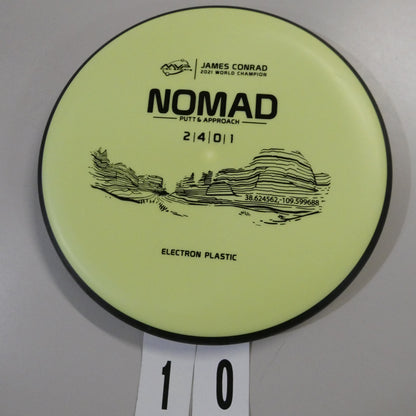 MVP
JAMES CONRAD
2021 WORLD CHAMPION
NOMAD
PUTT & APPROACH
2|4|0|1
38.624562,-109.599688
ELECTRON PLASTIC
1 0